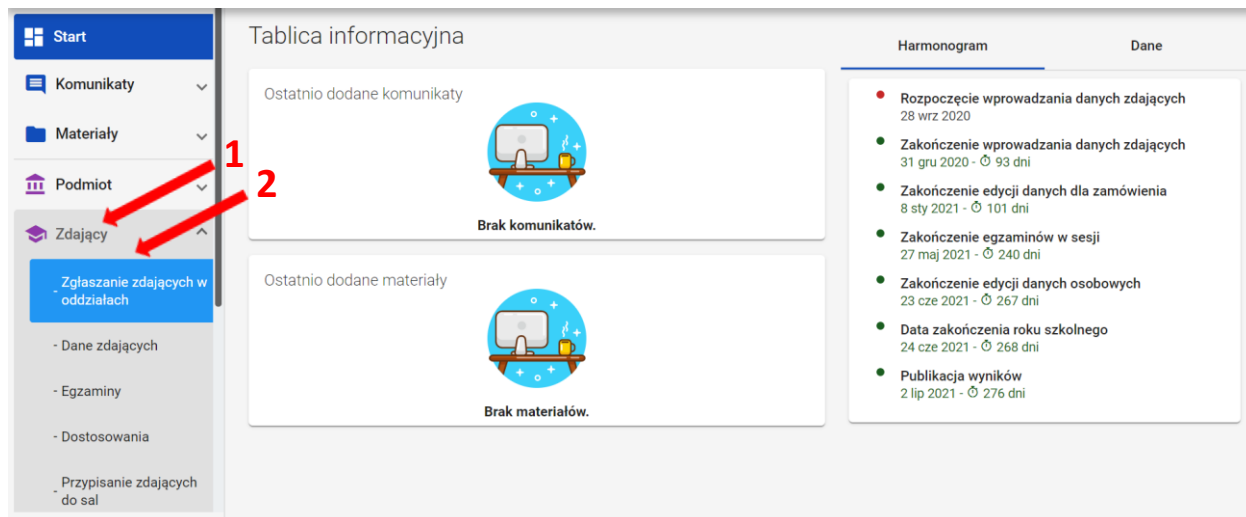 Start
Komunikaty
Materiały
1
Podmiot
2
Zdający
- Zgłaszanie zdających w
oddziałach
- Dane zdających
- Egzaminy
- Dostosowania
- Przypisanie zdających
do sal
Tablica informacyjna
Ostatnio dodane komunikaty
Brak komunikatów.
Ostatnio dodane materiały
Brak materiałów.
Harmonogram Dane
Rozpoczęcie wprowadzania danych zdających
28 wrz 2020
Zakończenie wprowadzania danych zdających
31 gru 2020 - 93 dni
Zakończenie edycji danych dla zamówienia
8 sty 2021 - 101 dni
Zakończenie egzaminów w sesji
27 maj 2021 - 240 dni
Zakończenie edycji danych osobowych
23 cze 2021 - 267 dni
Data zakończenia roku szkolnego
24 cze 2021 - 268 dni
Publikacja wyników
2 lip 2021 - 276 dni